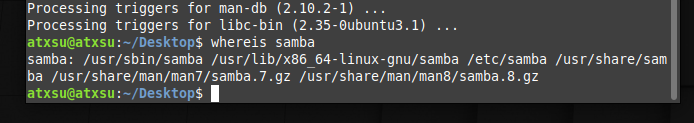 Processing triggers for man-db (2.10.2-1) ...
Processing triggers for libc-bin (2.35-0ubuntu3.1) ...
atxsu@atxsu:~/Desktop$ whereis samba
samba: /usr/sbin/samba /usr/lib/x86_64-linux-gnu/samba /etc/samba /usr/share/sam
ba /usr/share/man/man7/samba.7.gz /usr/share/man/man8/samba.8.gz
atxsu@atxsu:~/Desktop$